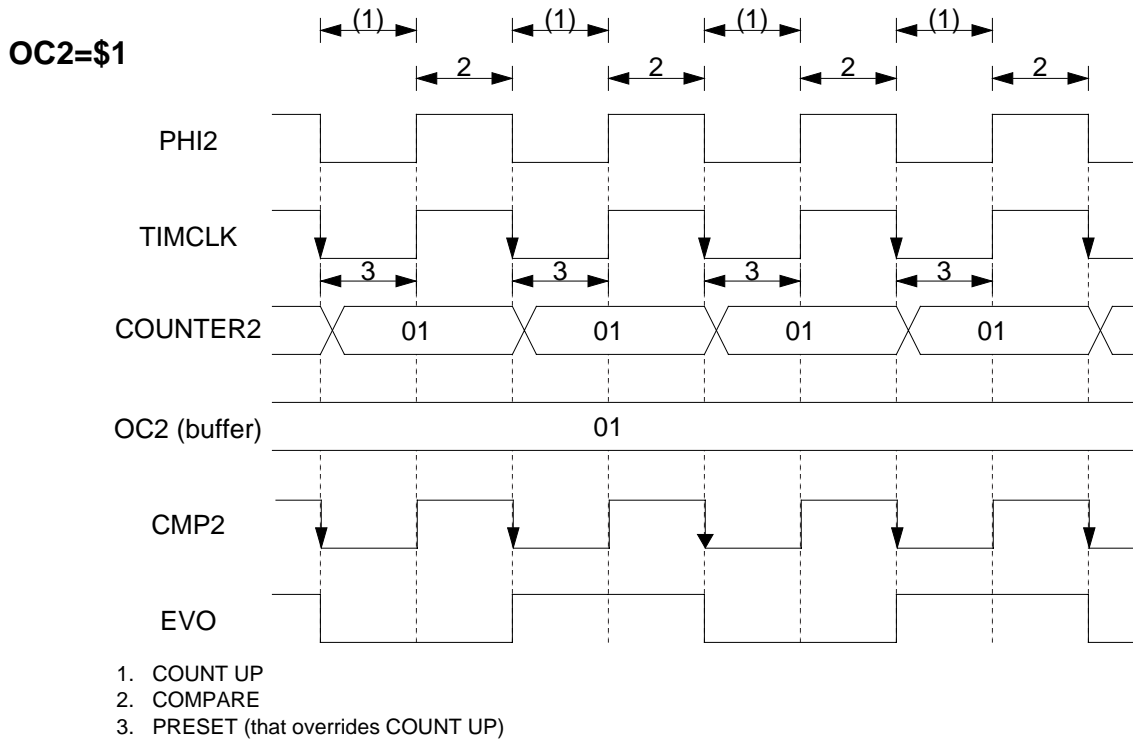 (1) (1) (1) (1)
OC2=$1
2 2 2 2
PHI2
TIMCLK
3 3 3 3
COUNTER2 01 01 01 01
OC2 (buffer) 01
CMP2
EVO
1. COUNT UP
2. COMPARE
3. PRESET (that overrides COUNT UP)